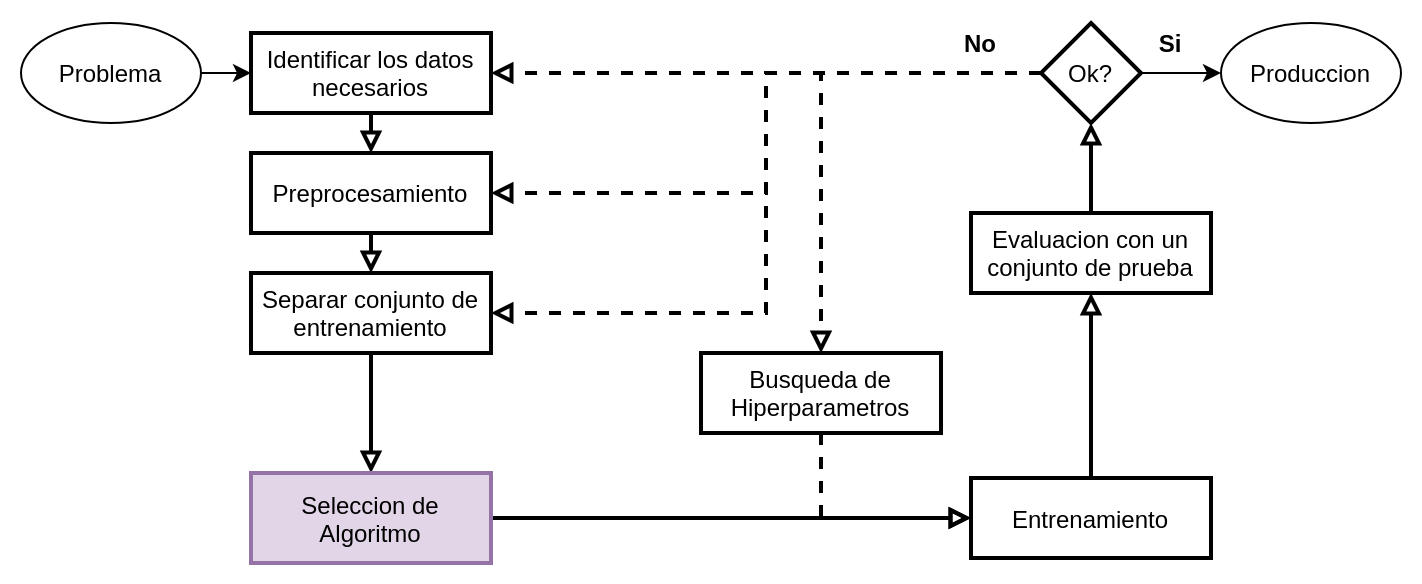 Problema
Identificar los datos
necesarios
No
Ok?
Si
Produccion
Preprocesamiento
Separar conjunto de
entrenamiento
Evaluacion con un
conjunto de prueba
Busqueda de
Hiperparametros
Seleccion de
Algoritmo
Entrenamiento